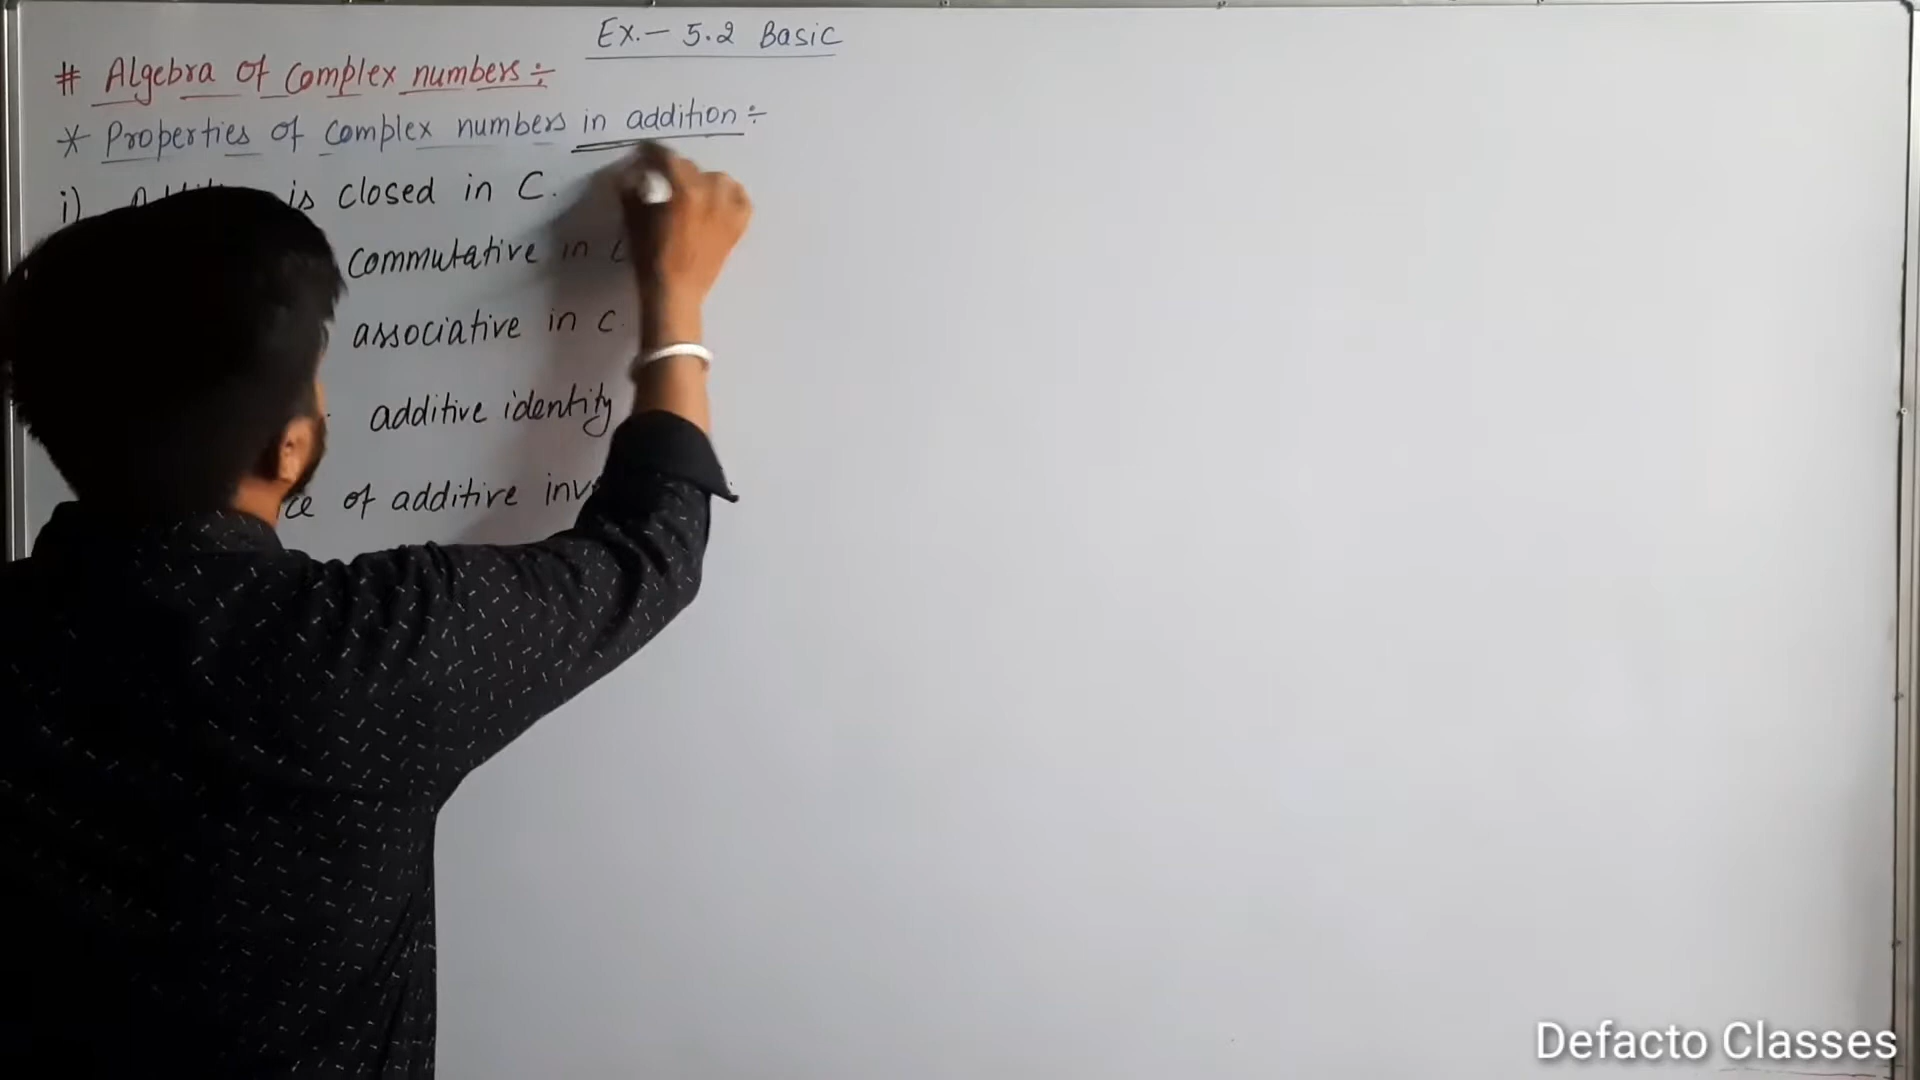 Ex.- 5.2 Basic
# Algebra of complex numbers ÷
* Properties of complex numbers in addition ÷
i) is closed in C.
commutative in C
associative in C.
additive identity
of additive
Defacto Classes